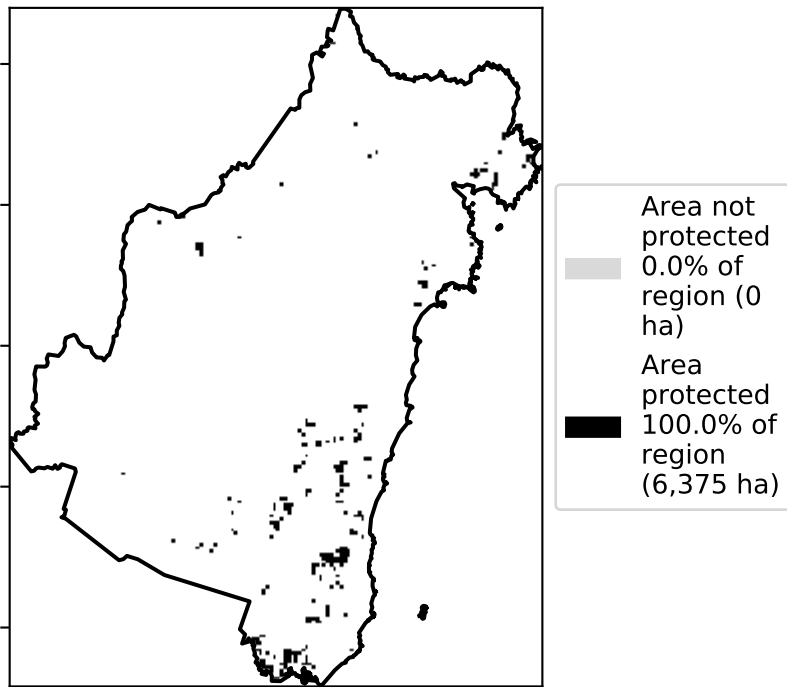 Area not
protected
0.0% of
region (0
ha)
Area
protected
100.0% of
region
(6,375 ha)